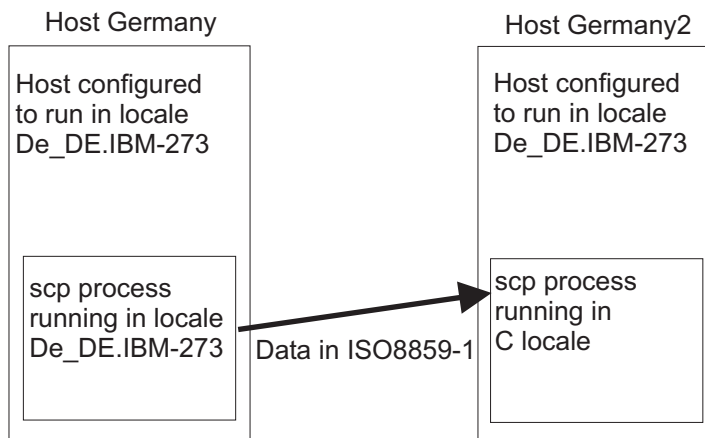 Host Germany
Host configured
to run in locale
De_DE.IBM-273
scp process
running in locale
De_DE.IBM-273
Data in ISO8859-1
Host Germany2
Host configured
to run in locale
De_DE.IBM-273
scp process
running in
C locale